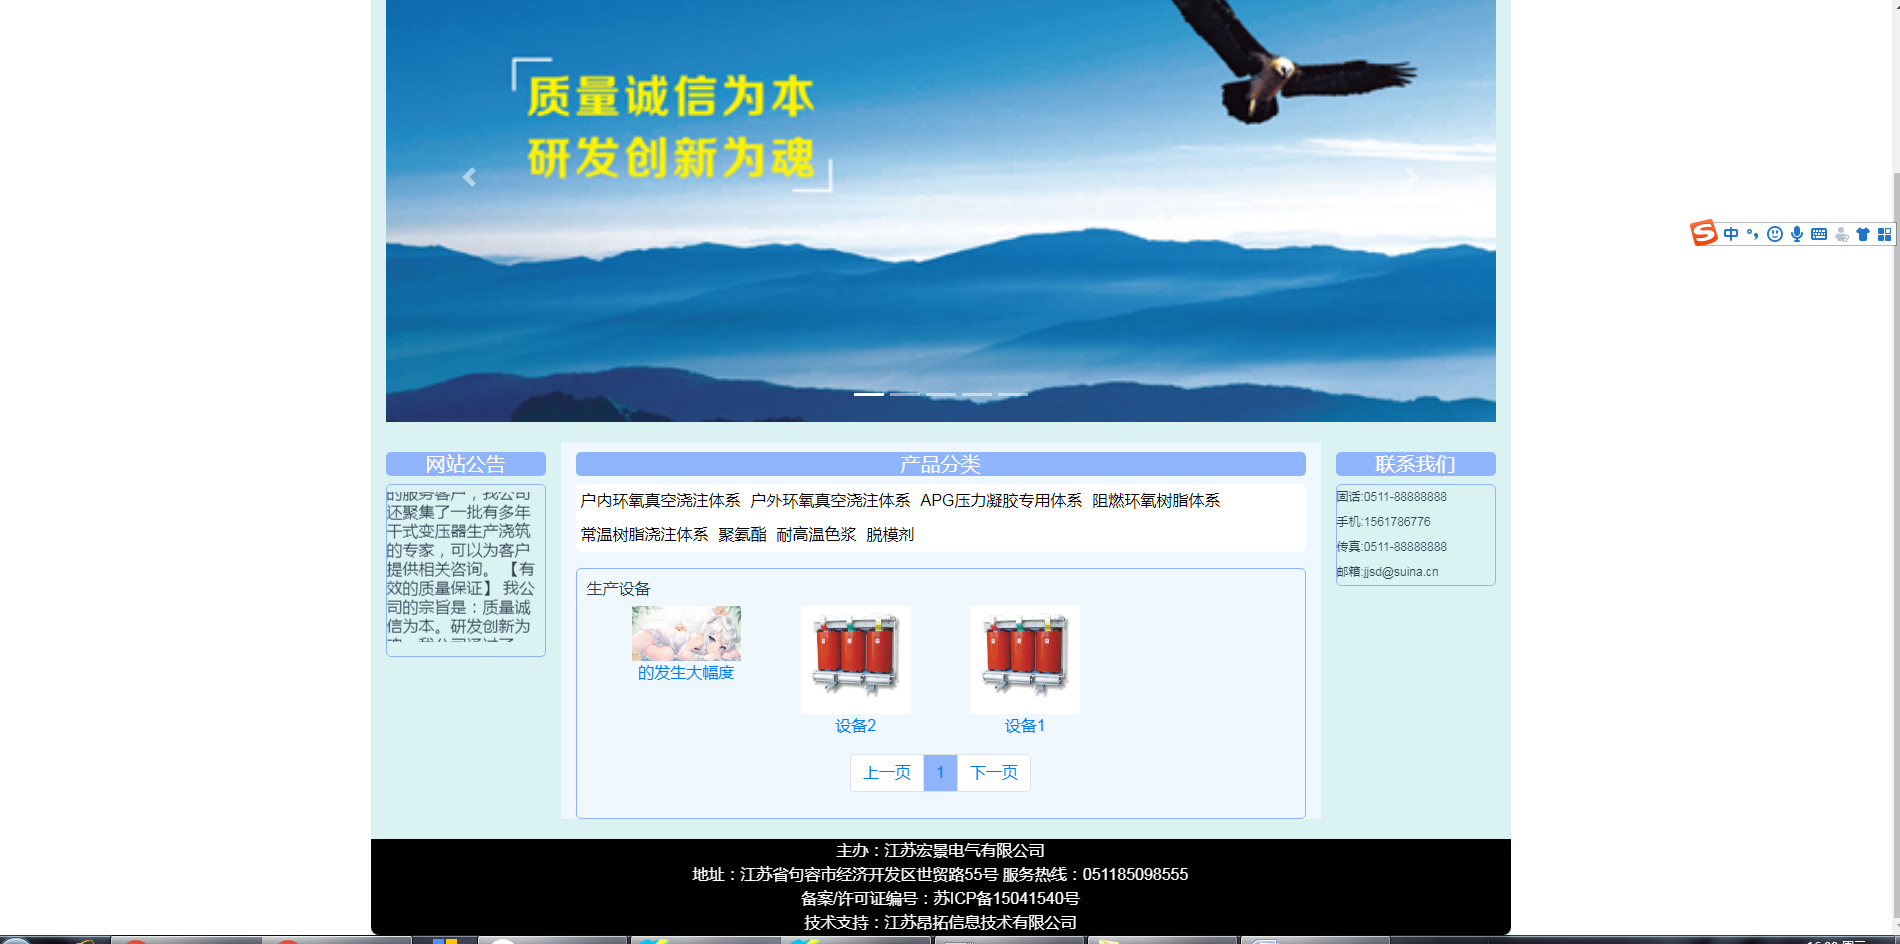 质量诚信为本
研发创新为魂
中
网站公告
的服务客户，我公司
还聚集了一批有多年
干式变压器生产浇筑
的专家，可以为客户
提供相关咨询。【有
效的质量保证】 我公
司的宗旨是：质量诚
信为本。研发创新为
产品分类
户内环氧真空浇注体系 户外环氧真空浇注体系 APG压力凝胶专用体系 阻燃环氧树脂体系
常温树脂浇注体系 聚氨酯 耐高温色浆 脱模剂
生产设备
的发生大幅度
设备2
设备1
上一页 1 下一页
联系我们
固话:0511-88888888
手机:1561786776
传真:0511-88888888
邮箱:jjsd@suina.cn
主办：江苏宏景电气有限公司
地址：江苏省句容市经济开发区世贸路55号 服务热线：051185098555
备案/许可证编号：苏ICP备15041540号
技术支持：江苏昂拓信息技术有限公司